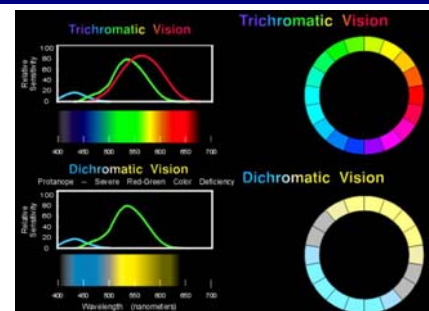 Trichromatic Vision
Relative Sensitivity
100
80
60
40
20
0
400 450 500 550 600 650 700
Trichromatic Vision
Dichromatic Vision
Protanope -- Severe Red-Green Color Deficiency
Relative Sensitivity
100
80
60
40
20
0
400 450 500 550 600 650 700
Wavelength (nanometers)
Dichromatic Vision